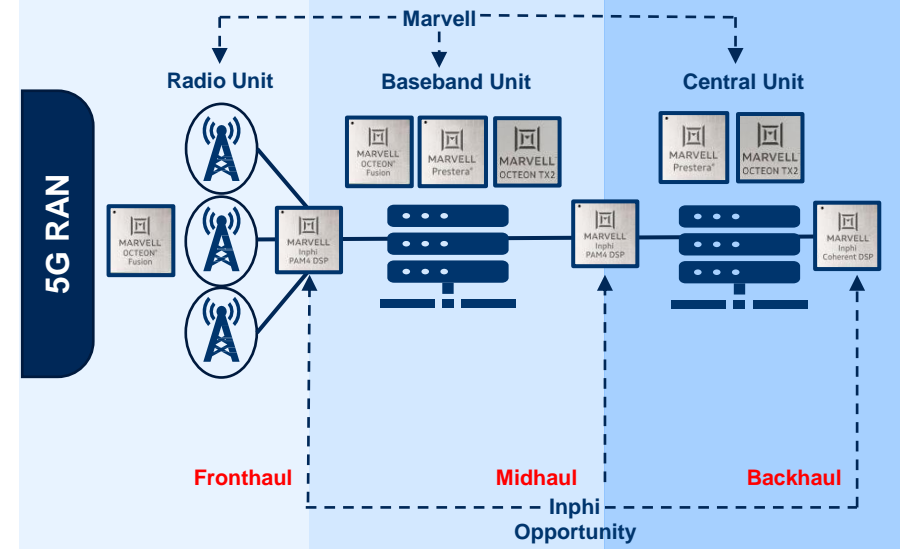 Marvell
Radio Unit
Baseband Unit
Central Unit
5G RAN
MARVELL
OCTEON®
Fusion
MARVELL
Inphi
PAM4 DSP
MARVELL
OCTEON®
Fusion
MARVELL
Prestera®
MARVELL
OCTEON TX2
MARVELL
Inphi
PAM4 DSP
MARVELL
Prestera®
MARVELL
OCTEON TX2
MARVELL
Inphi
Coherent DSP
Fronthaul
Midhaul
Backhaul
Inphi
Opportunity